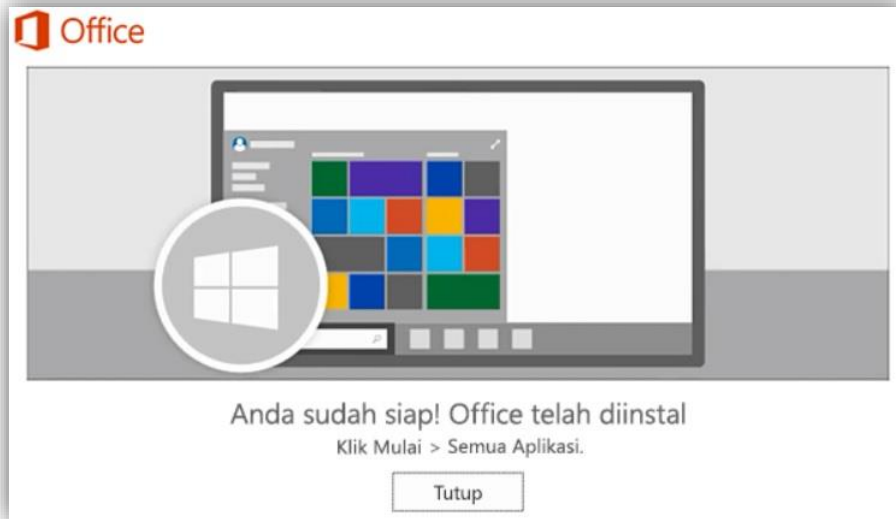 Office
Anda sudah siap! Office telah diinstal
Klik Mulai > Semua Aplikasi.
Tutup